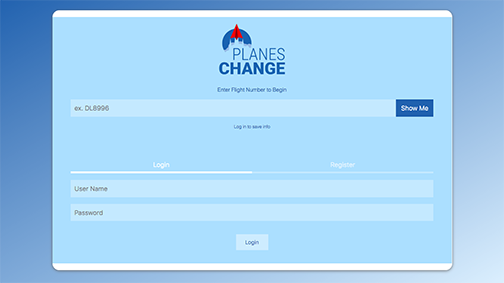 PLANES
CHANGE
Enter Flight Number to Begin
ex. DL8996
Show Me
Log in to save info
Login
Register
User Name
Password
Login